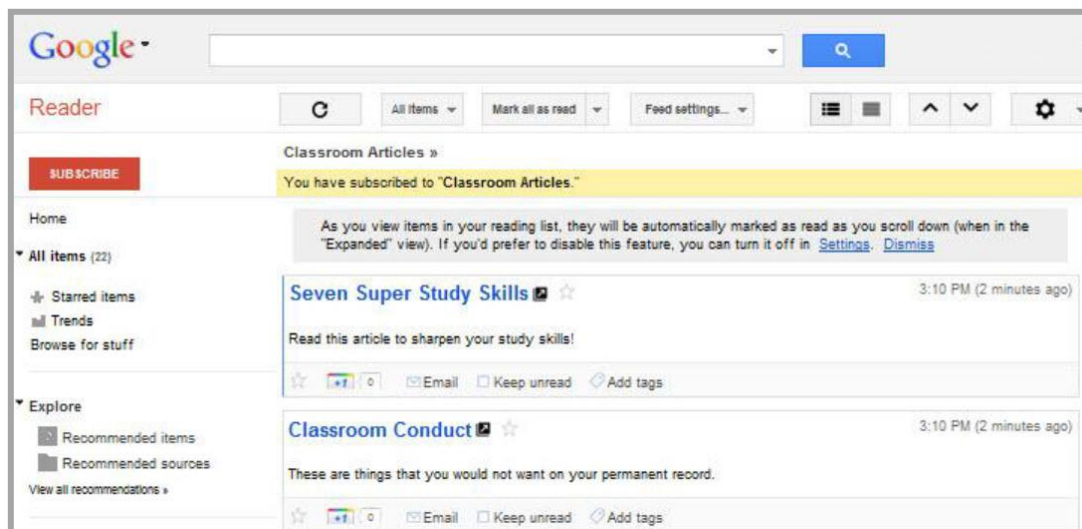 Google
Reader
All items
Mark all as read
Feed settings...
SUBSCRIBE
Home
All items (22)
Starred items
Trends
Browse for stuff
Explore
Recommended items
Recommended sources
View all recommendations »
Classroom Articles »
You have subscribed to "Classroom Articles."
As you view items in your reading list, they will be automatically marked as read as you scroll down (when in the
"Expanded" view). If you'd prefer to disable this feature, you can turn it off in Settings. Dismiss
Seven Super Study Skills
3:10 PM (2 minutes ago)
Read this article to sharpen your study skills!
+1 0 Email Keep unread Add tags
Classroom Conduct
3:10 PM (2 minutes ago)
These are things that you would not want on your permanent record.
+1 0 Email Keep unread Add tags